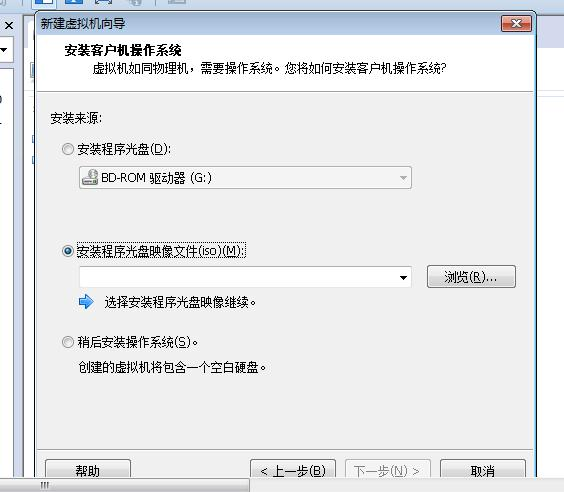 新建虚拟机向导
安装客户机操作系统
虚拟机如同物理机，需要操作系统。您将如何安装客户机操作系统?
安装来源:
安装程序光盘(D):
BD-ROM 驱动器 (G:)
安装程序光盘映像文件(iso)(M):
浏览(R)...
选择安装程序光盘映像继续。
稍后安装操作系统(S)。
创建的虚拟机将包含一个空白硬盘。
帮助
< 上一步(B)
下一步(N) >
取消